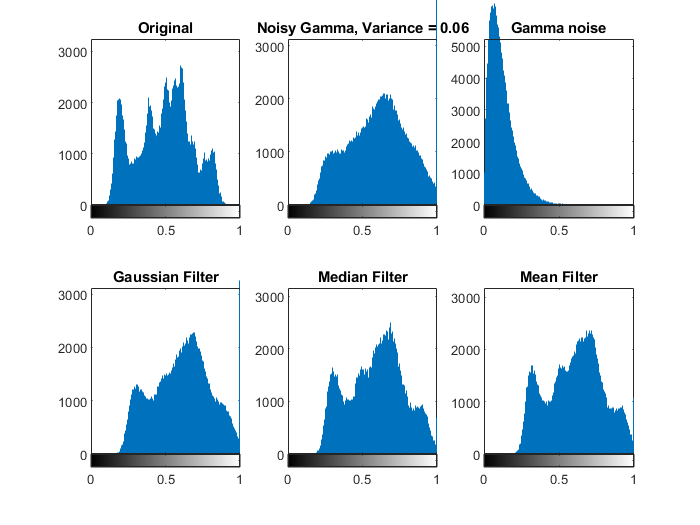 Original
Noisy Gamma, Variance = 0.06
Gamma noise
3000
2000
1000
0
0 0.5 1
3000
2000
1000
0
0 0.5 1
5000
4000
3000
2000
1000
0
0 0.5 1
Gaussian Filter
Median Filter
Mean Filter
3000
2000
1000
0
0 0.5 1
3000
2000
1000
0
0 0.5 1
3000
2000
1000
0
0 0.5 1